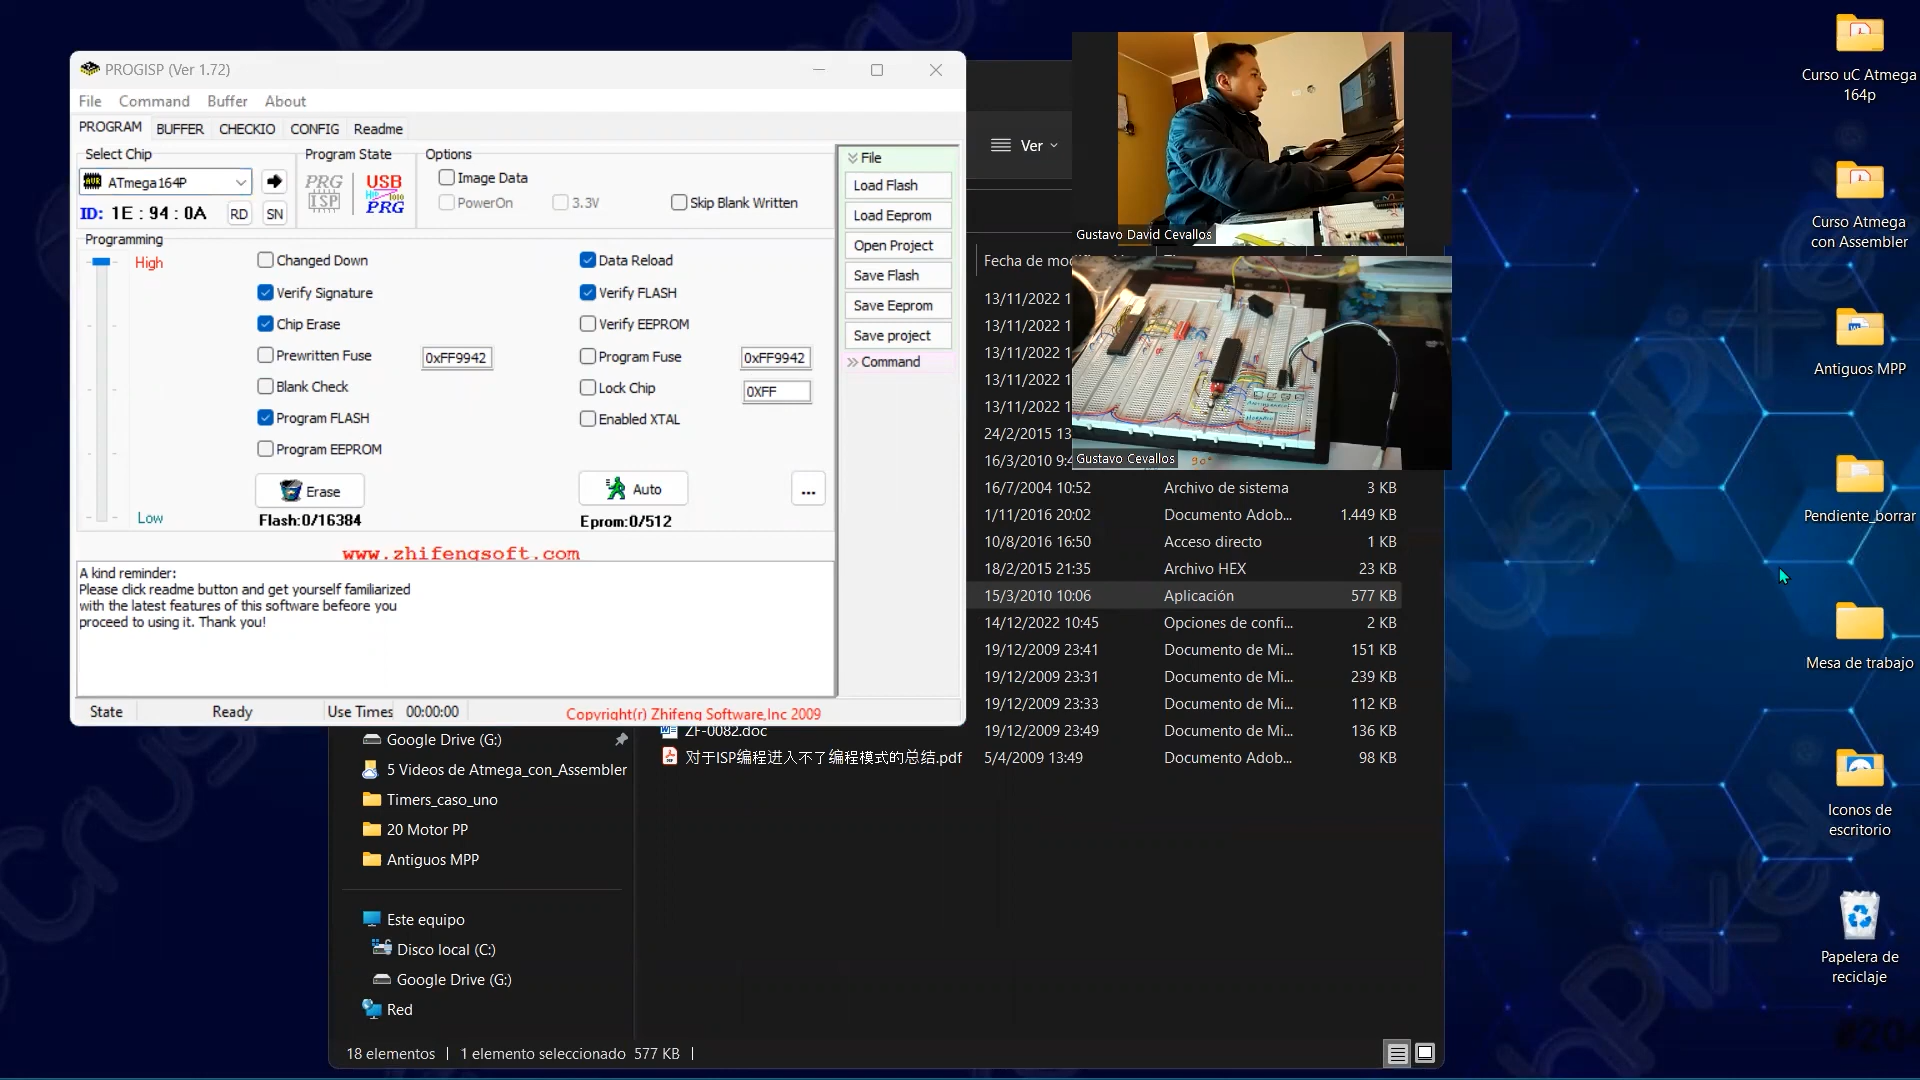 PROGISP (Ver 1.72)
File Command Buffer About
PROGRAM BUFFER CHECKIO CONFIG Readme
Select Chip
ATmega164P
ID: 1E : 94 : 0A RD SN
Program State
PRG ISP
USB PRG
Options
Image Data
PowerOn 3.3V Skip Blank Written
Programming
High
Low
Changed Down
Verify Signature
Chip Erase
Prewritten Fuse 0xFF9942
Blank Check
Program FLASH
Program EEPROM
Data Reload
Verify FLASH
Verify EEPROM
Program Fuse 0xFF9942
Lock Chip 0XFF
Enabled XTAL
Erase
Auto
...
Flash:0/16384
Eprom:0/512
www.zhifengsoft.com
A kind reminder:
Please click readme button and get yourself familiarized
with the latest features of this software befeore you
proceed to using it. Thank you!
State Ready Use Times 00:00:00 Copyright(r) Zhifeng Software,Inc 2009
File
Load Flash
Load Eeprom
Open Project
Save Flash
Save Eeprom
Save project
Command
Ver
Gustavo David Cevallos
Gustavo Cevallos
Fecha de mo
13/11/2022 1
13/11/2022 1
13/11/2022 1
13/11/2022 1
13/11/2022 1
24/2/2015 13
16/3/2010 9:4
16/7/2004 10:52 Archivo de sistema 3 KB
1/11/2016 20:02 Documento Adob... 1.449 KB
10/8/2016 16:50 Acceso directo 1 KB
18/2/2015 21:35 Archivo HEX 23 KB
15/3/2010 10:06 Aplicación 577 KB
14/12/2022 10:45 Opciones de confi... 2 KB
19/12/2009 23:41 Documento de Mi... 151 KB
19/12/2009 23:31 Documento de Mi... 239 KB
19/12/2009 23:33 Documento de Mi... 112 KB
ZF-0082.doc 19/12/2009 23:49 Documento de Mi... 136 KB
对于ISP编程进入不了编程模式的总结.pdf 5/4/2009 13:49 Documento Adob... 98 KB
Google Drive (G:)
5 Videos de Atmega_con_Assembler
Timers_caso_uno
20 Motor PP
Antiguos MPP
Este equipo
Disco local (C:)
Google Drive (G:)
Red
18 elementos 1 elemento seleccionado 577 KB
Curso uC Atmega
164p
Curso Atmega
con Assembler
Antiguos MPP
Pendiente_borrar
Mesa de trabajo
Iconos de
escritorio
Papelera de
reciclaje